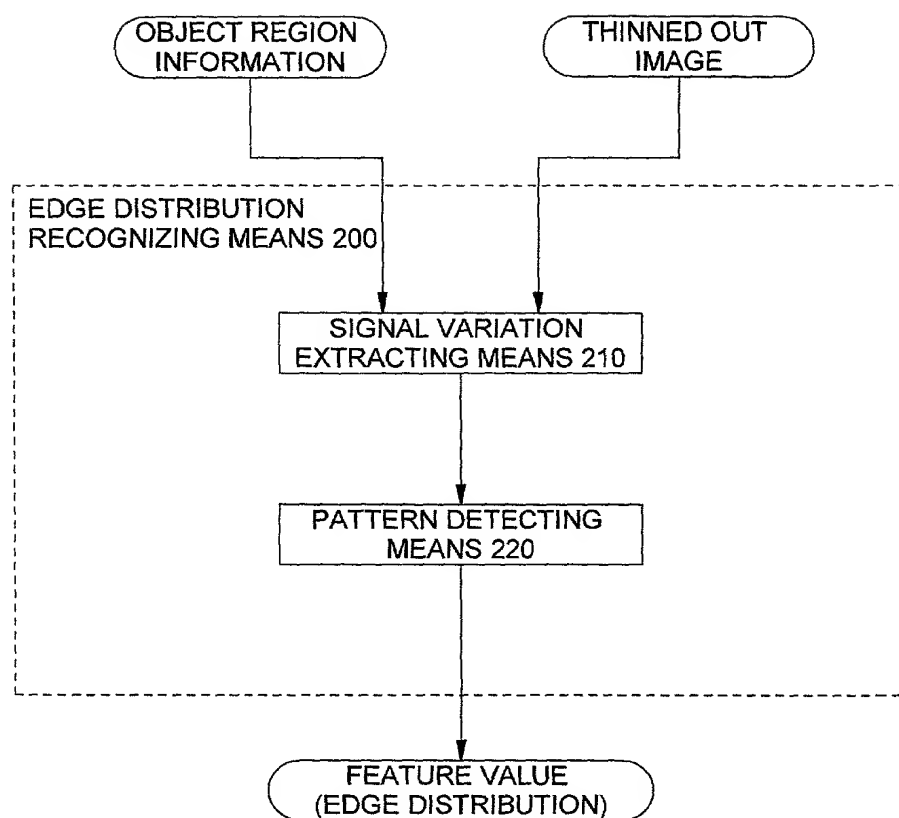 OBJECT REGION
INFORMATION
THINNED OUT
IMAGE
EDGE DISTRIBUTION
RECOGNIZING MEANS 200
SIGNAL VARIATION
EXTRACTING MEANS 210
PATTERN DETECTING
MEANS 220
FEATURE VALUE
(EDGE DISTRIBUTION)